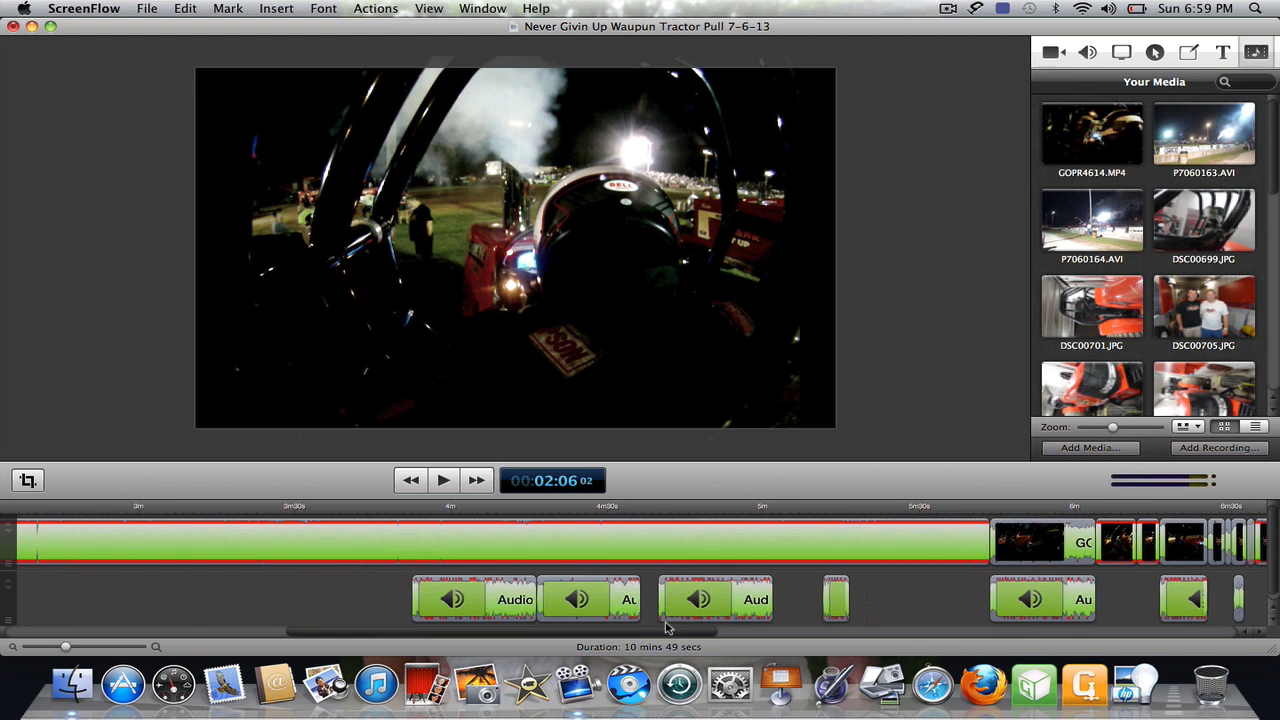 ScreenFlow File Edit Mark Insert Font Actions View Window Help Sun 6:59 PM
Never Givin Up Waupun Tractor Pull 7-6-13
Your Media
BELL
GOPR4614.MP4 P7060163.AVI
P7060164.AVI DSC00699.JPG
DSC00701.JPG DSC00705.JPG
Zoom:
Add Media... Add Recording...
00:02:06 02
3m 3m30s 4m 4m30s 5m 5m30s 6m 6m30s
GC
Audio Au Aud Au
Duration: 10 mins 49 secs